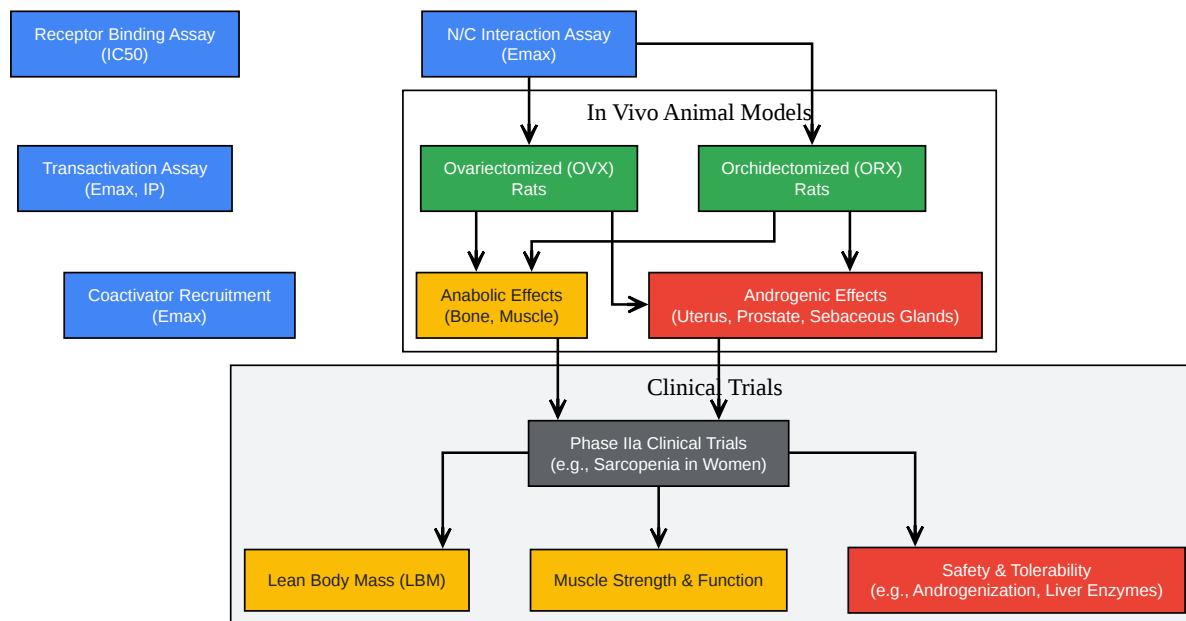 Receptor Binding Assay
(IC50)
N/C Interaction Assay
(Emax)
In Vivo Animal Models
Transactivation Assay
(Emax, IP)
Ovariectomized (OVX)
Rats
Orchidectomized (ORX)
Rats
Coactivator Recruitment
(Emax)
Anabolic Effects
(Bone, Muscle)
Androgenic Effects
(Uterus, Prostate, Sebaceous Glands)
Clinical Trials
Phase IIa Clinical Trials
(e.g., Sarcopenia in Women)
Lean Body Mass (LBM)
Muscle Strength & Function
Safety & Tolerability
(e.g., Androgenization, Liver Enzymes)